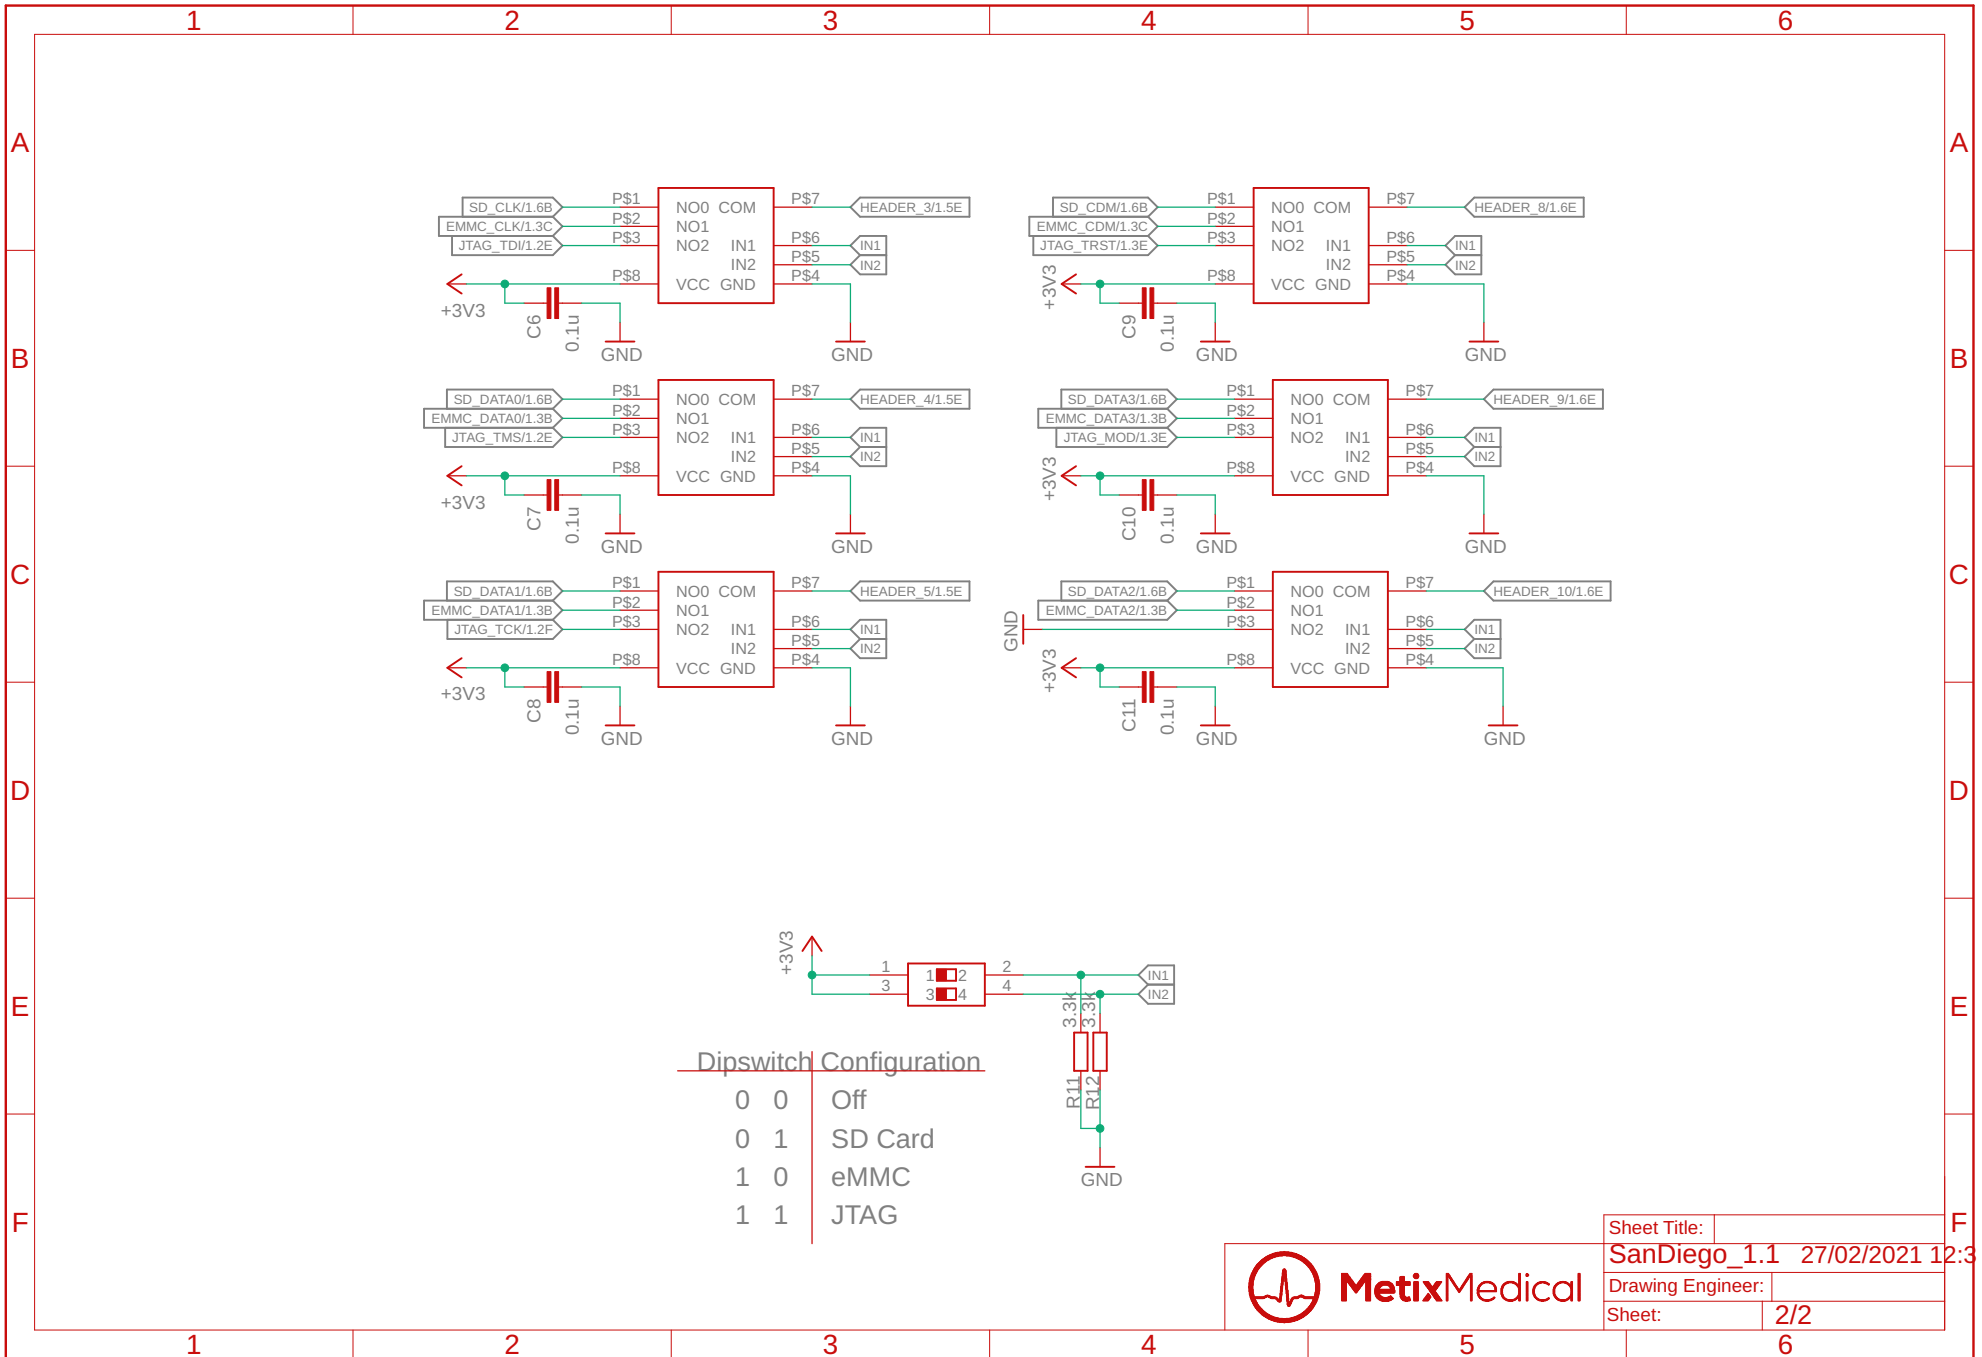 1 2 3 4 5 6
A A
P$1 NO0 COM P$7
SD_CLK/1.6B HEADER_3/1.5E
P$2 NO1
EMMC_CLK/1.3C
P$3 NO2 IN1 P$6 IN1
JTAG_TDI/1.2E
IN2 P$5 IN2
P$8 VCC GND P$4
+3V3
C6 0.1u
GND GND
P$1 NO0 COM P$7
SD_CDM/1.6B HEADER_8/1.6E
P$2 NO1
EMMC_CDM/1.3C
P$3 NO2 IN1 P$6 IN1
JTAG_TRST/1.3E
IN2 P$5 IN2
P$8 VCC GND P$4
+3V3
C9 0.1u
GND GND
B B
P$1 NO0 COM P$7
SD_DATA0/1.6B HEADER_4/1.5E
P$2 NO1
EMMC_DATA0/1.3B
P$3 NO2 IN1 P$6 IN1
JTAG_TMS/1.2E
IN2 P$5 IN2
P$8 VCC GND P$4
+3V3
C7 0.1u
GND GND
P$1 NO0 COM P$7
SD_DATA3/1.6B HEADER_9/1.6E
P$2 NO1
EMMC_DATA3/1.3B
P$3 NO2 IN1 P$6 IN1
JTAG_MOD/1.3E
IN2 P$5 IN2
P$8 VCC GND P$4
+3V3
C10 0.1u
GND GND
C C
P$1 NO0 COM P$7
SD_DATA1/1.6B HEADER_5/1.5E
P$2 NO1
EMMC_DATA1/1.3B
P$3 NO2 IN1 P$6 IN1
JTAG_TCK/1.2F
IN2 P$5 IN2
P$8 VCC GND P$4
+3V3
C8 0.1u
GND GND
P$1 NO0 COM P$7
SD_DATA2/1.6B HEADER_10/1.6E
P$2 NO1
EMMC_DATA2/1.3B
GND P$3 NO2 IN1 P$6 IN1
IN2 P$5 IN2
P$8 VCC GND P$4
+3V3
C11 0.1u
GND GND
D D
+3V3
1 1 2 2 IN1
3 3 4 4 IN2
3.3k 3.3k
R11 R12
GND
E E
Dipswitch Configuration
0 0 Off
0 1 SD Card
1 0 eMMC
1 1 JTAG
F F
MetixMedical
Sheet Title:
SanDiego_1.1 27/02/2021 12:3
Drawing Engineer:
Sheet: 2/2
1 2 3 4 5 6